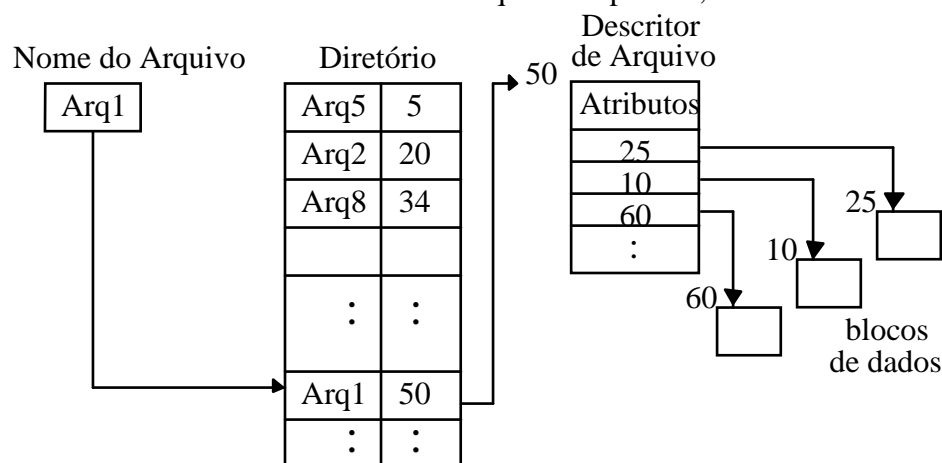 Descritor
de Arquivo
Nome do Arquivo
Diretório
50
Arq1
Arq5 5
Arq2 20
Arq8 34
: :
Arq1 50
: :
Atributos
25
10
60
:
25
10
60
blocos
de dados